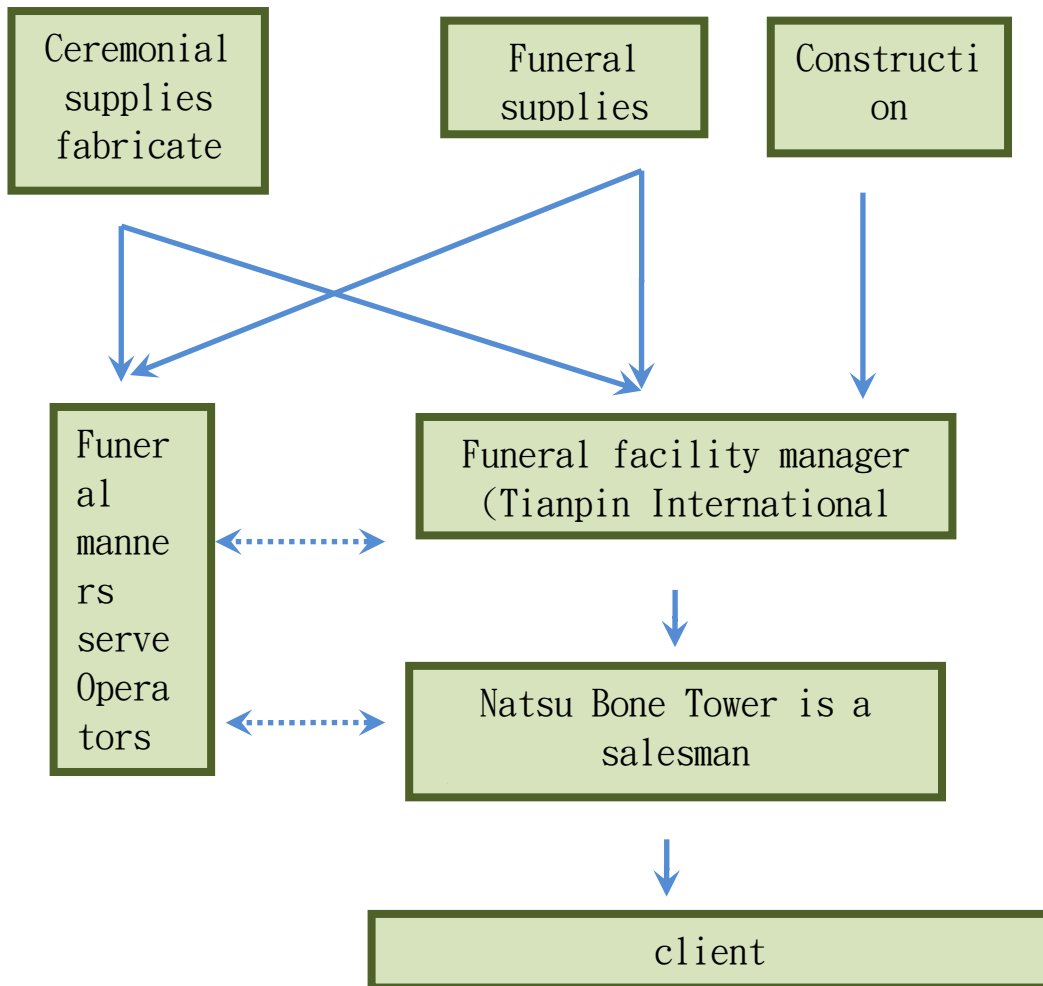 Ceremonial
supplies
fabricate
Funeral
supplies
Constructi
on
Funer
al
manne
rs
serve
Opera
tors
Funeral facility manager
(Tianpin International
Natsu Bone Tower is a
salesman
client